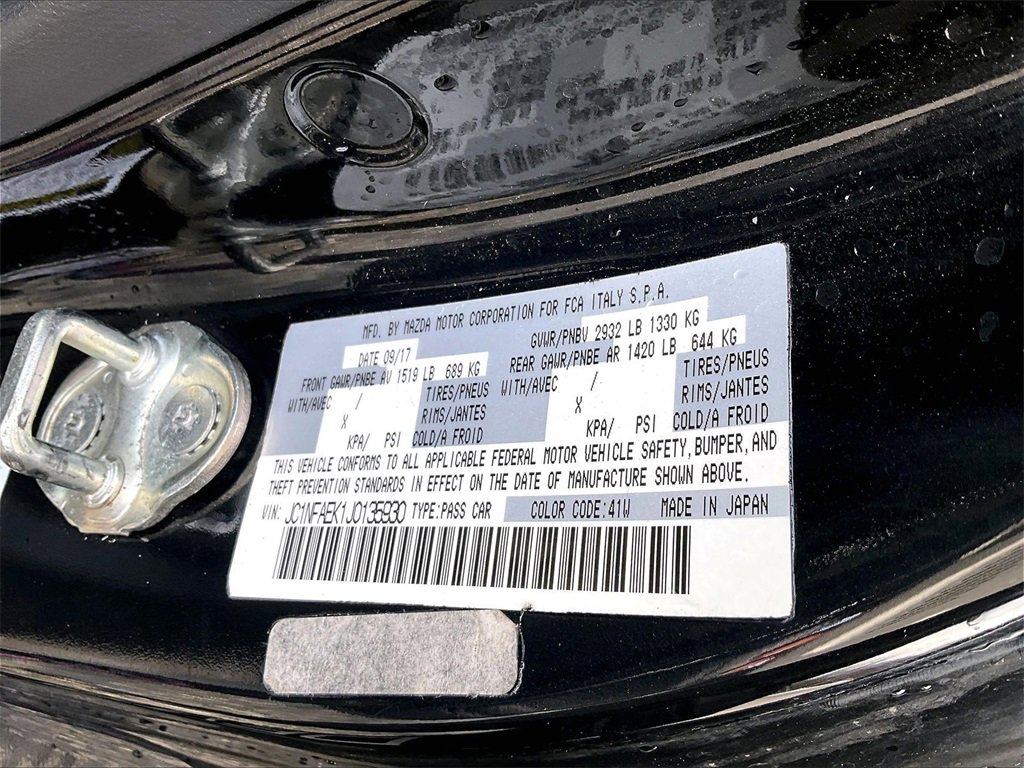 MFD. BY MAZDA MOTOR CORPORATION FOR FCA ITALY S.P.A.
DATE 09/17 GVWR/PNBV 2932 LB 1330 KG
FRONT GAWR/PNBE AV 1519 LB 689 KG REAR GAWR/PNBE AR 1420 LB 644 KG
WITH/AVEC / TIRES/PNEUS WITH/AVEC / TIRES/PNEUS
X RIMS/JANTES X RIMS/JANTES
KPA/ PSI COLD/A FROID KPA/ PSI COLD/A FROID
THIS VEHICLE CONFORMS TO ALL APPLICABLE FEDERAL MOTOR VEHICLE SAFETY, BUMPER, AND
THEFT PREVENTION STANDARDS IN EFFECT ON THE DATE OF MANUFACTURE SHOWN ABOVE.
VIN: JC1NFAEK1J0135930 TYPE: PASS CAR COLOR CODE: 41W MADE IN JAPAN